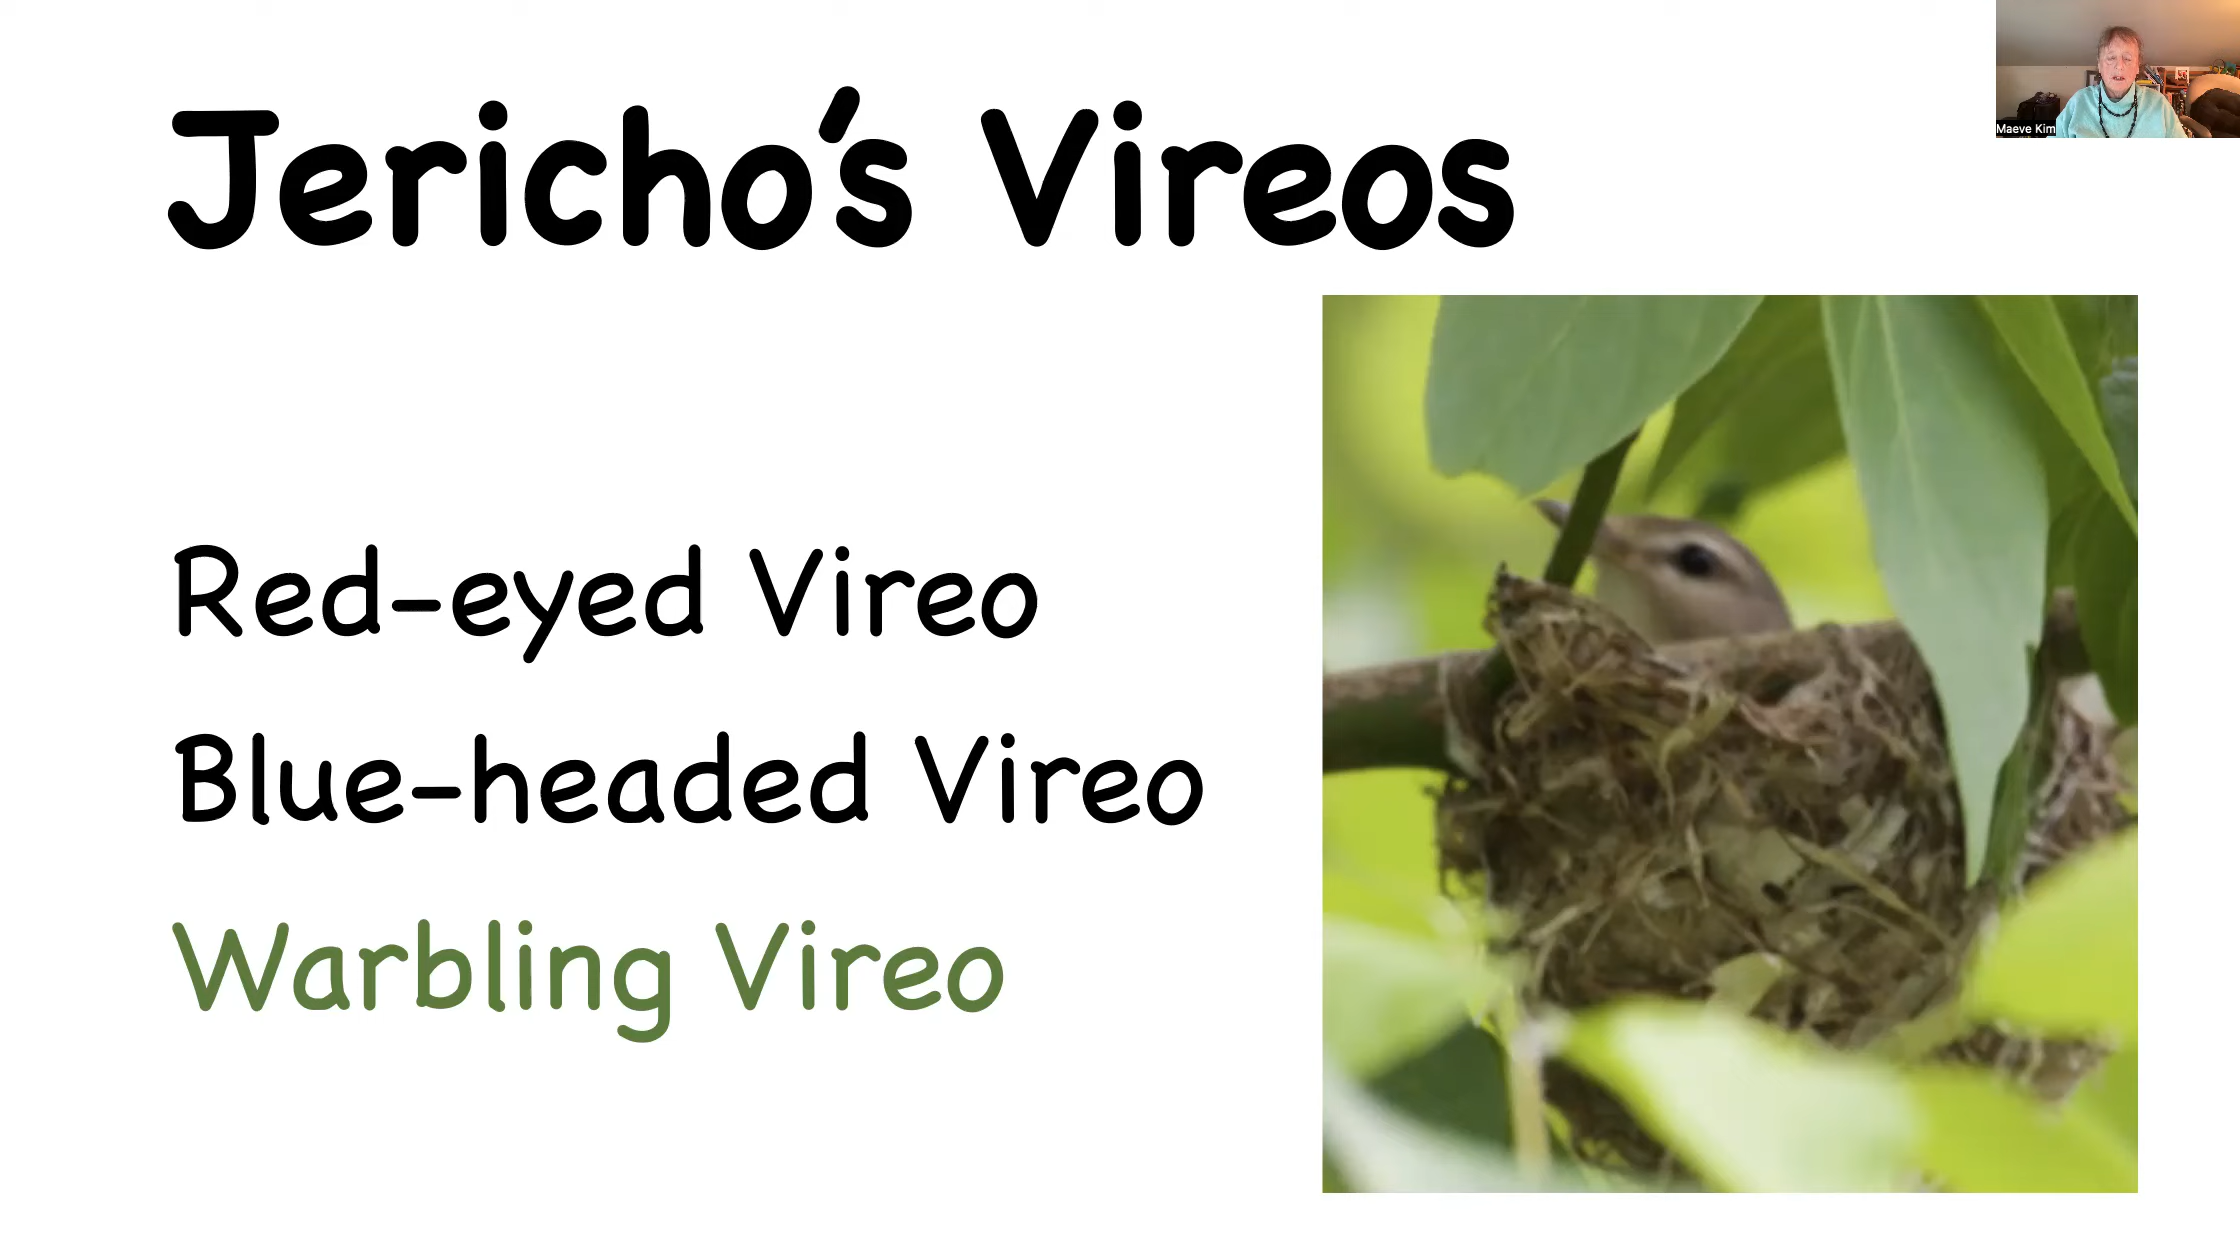 Jericho's Vireos
Maeve Kim
Red-eyed Vireo
Blue-headed Vireo
Warbling Vireo